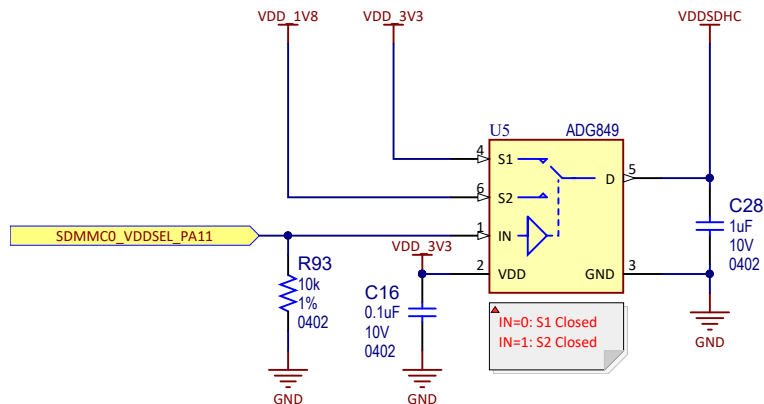 VDD_1V8
VDD_3V3
VDDSDHC
U5
ADG849
4
S1
5
D
6
S2
SDMMC0_VDDSEL_PA11
1
IN
VDD_3V3
2
VDD
GND
3
C28
1uF
10V
0402
R93
10k
1%
0402
C16
0.1uF
10V
0402
IN=0: S1 Closed
IN=1: S2 Closed
GND
GND
GND